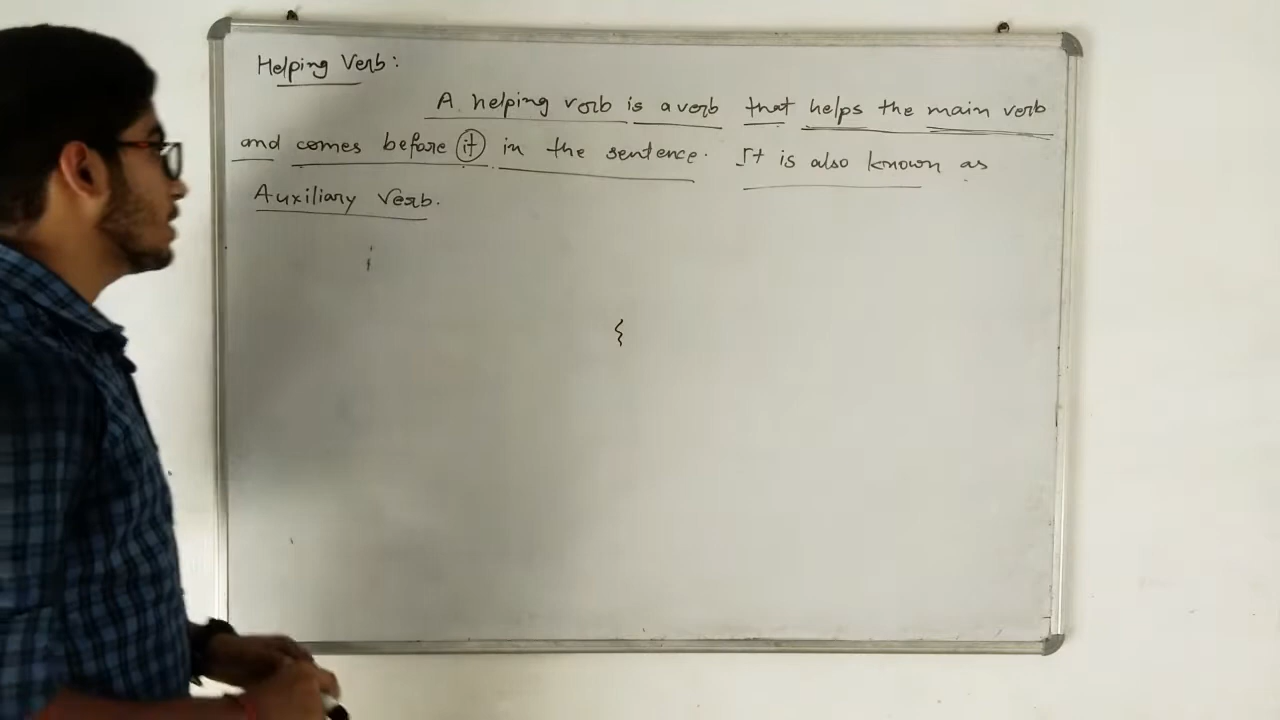 Helping Verb:
A helping verb is a verb that helps the main verb
and comes before it in the sentence. It is also known as
Auxiliary Verb.